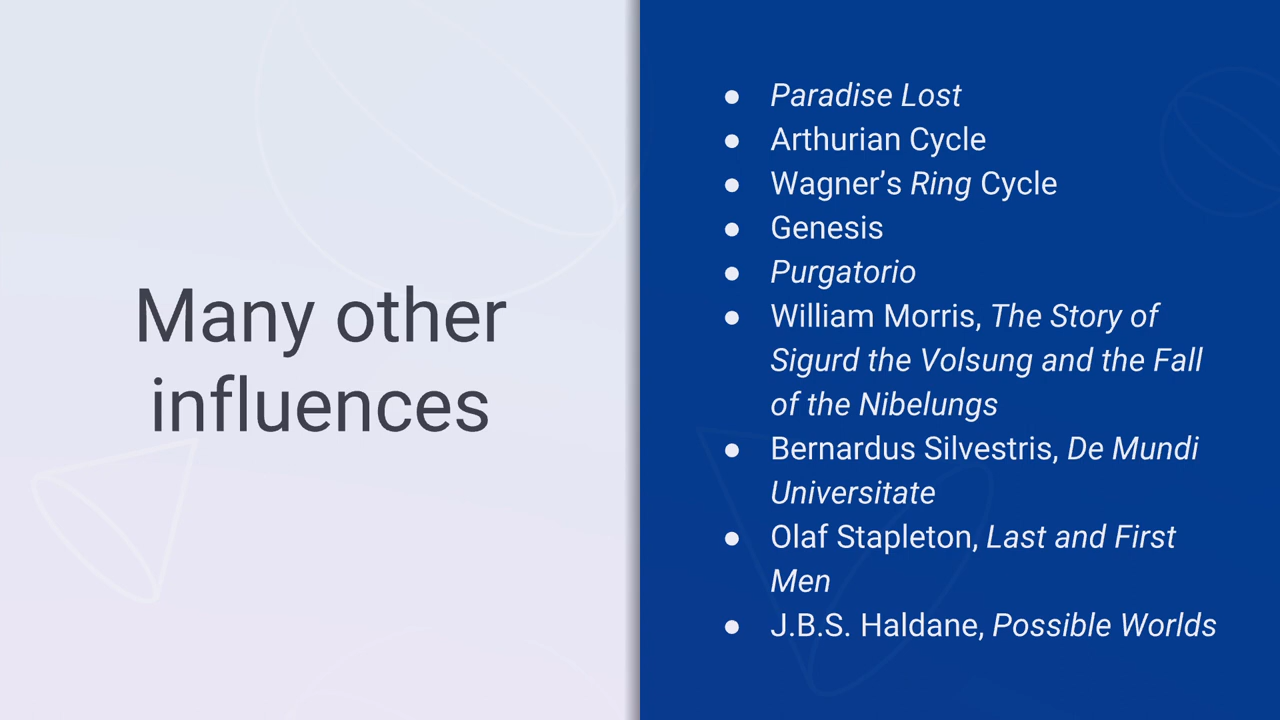 Many other
influences
● Paradise Lost
● Arthurian Cycle
● Wagner’s Ring Cycle
● Genesis
● Purgatorio
● William Morris, The Story of
Sigurd the Volsung and the Fall
of the Nibelungs
● Bernardus Silvestris, De Mundi
Universitate
● Olaf Stapleton, Last and First
Men
● J.B.S. Haldane, Possible Worlds